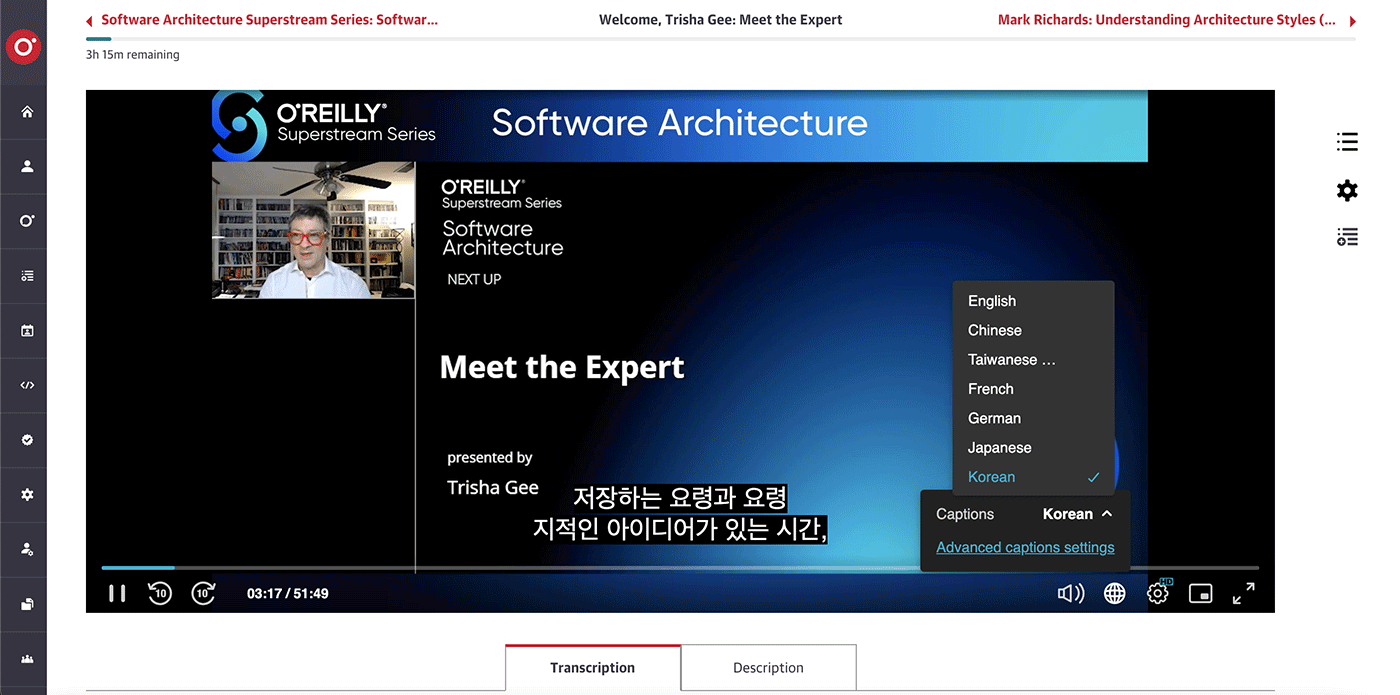 Software Architecture Superstream Series: Softwar...
Welcome, Trisha Gee: Meet the Expert
Mark Richards: Understanding Architecture Styles (...
3h 15m remaining
O'REILLY®
Superstream Series
Software Architecture
O'REILLY®
Superstream Series
Software
Architecture
NEXT UP
Meet the Expert
presented by
Trisha Gee
저장하는 요령과 요령
지적인 아이디어가 있는 시간,
English
Chinese
Taiwanese ...
French
German
Japanese
Korean
Captions Korean
Advanced captions settings
10
10
03:17 / 51:49
HD
Transcription
Description